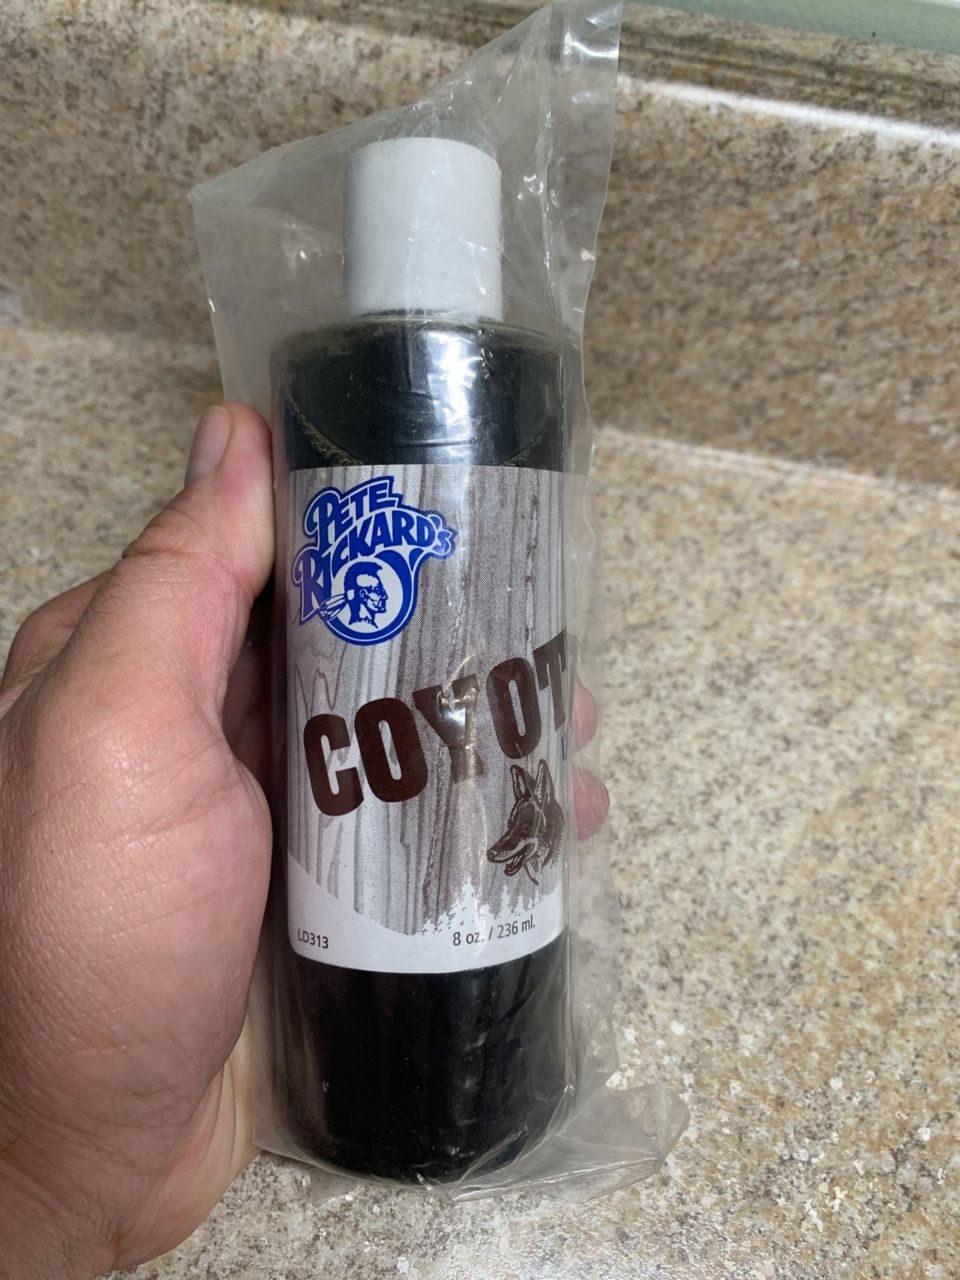 PETE
RICKARD'S
COYOT
LD313
8 oz. / 236 ml.